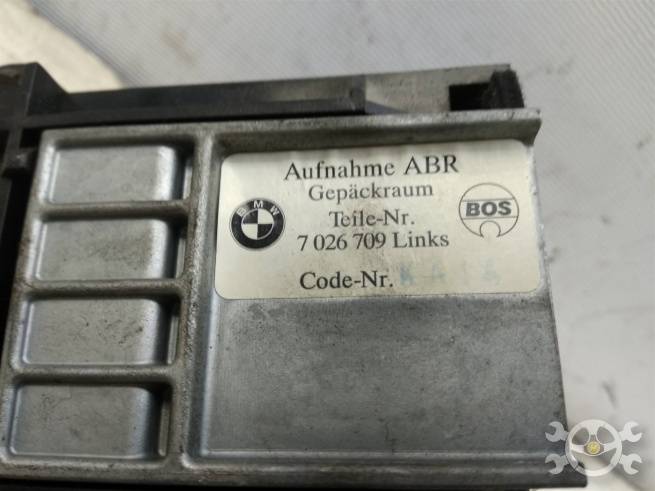 Aufnahme ABR
Gepäckraum
BMW
BOS
Teile-Nr.
7 026 709 Links
Code-Nr.